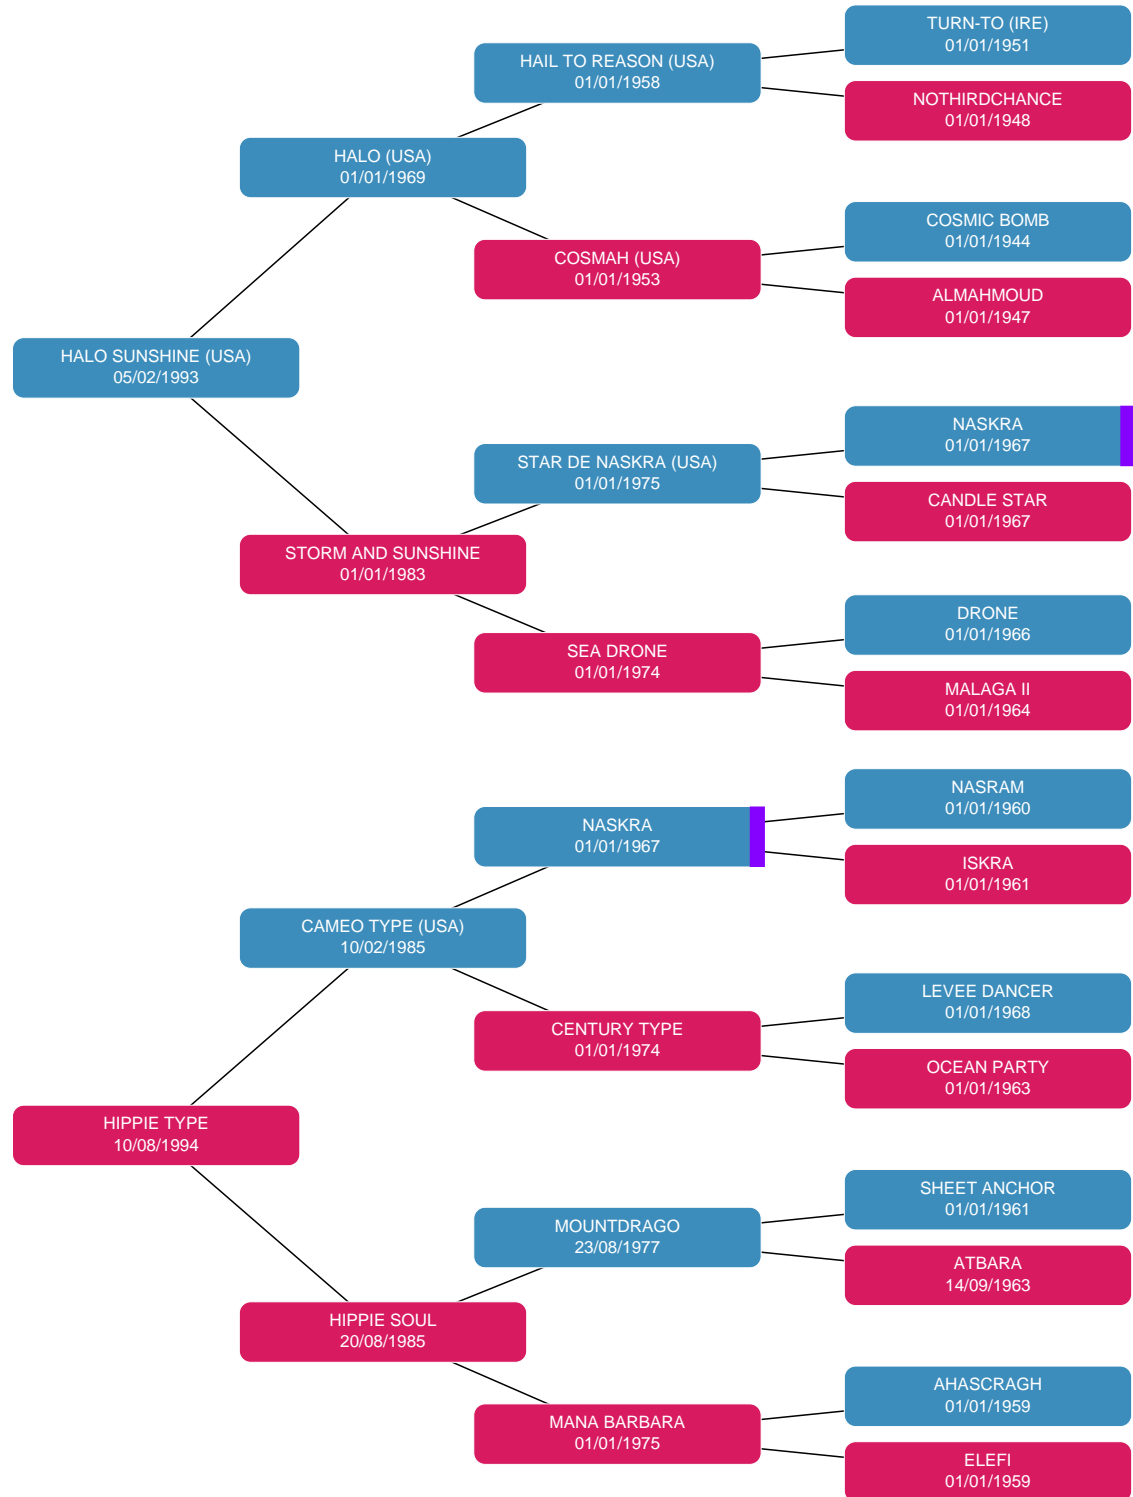 TURN-TO (IRE)
01/01/1951
HAIL TO REASON (USA)
01/01/1958
NOTHIRDCHANCE
01/01/1948
HALO (USA)
01/01/1969
COSMIC BOMB
01/01/1944
COSMAH (USA)
01/01/1953
ALMAHMOUD
01/01/1947
HALO SUNSHINE (USA)
05/02/1993
NASKRA
01/01/1967
STAR DE NASKRA (USA)
01/01/1975
CANDLE STAR
01/01/1967
STORM AND SUNSHINE
01/01/1983
DRONE
01/01/1966
SEA DRONE
01/01/1974
MALAGA II
01/01/1964
NASRAM
01/01/1960
NASKRA
01/01/1967
ISKRA
01/01/1961
CAMEO TYPE (USA)
10/02/1985
LEVEE DANCER
01/01/1968
CENTURY TYPE
01/01/1974
OCEAN PARTY
01/01/1963
HIPPIE TYPE
10/08/1994
SHEET ANCHOR
01/01/1961
MOUNTDRAGO
23/08/1977
ATBARA
14/09/1963
HIPPIE SOUL
20/08/1985
AHASCRAGH
01/01/1959
MANA BARBARA
01/01/1975
ELEFI
01/01/1959